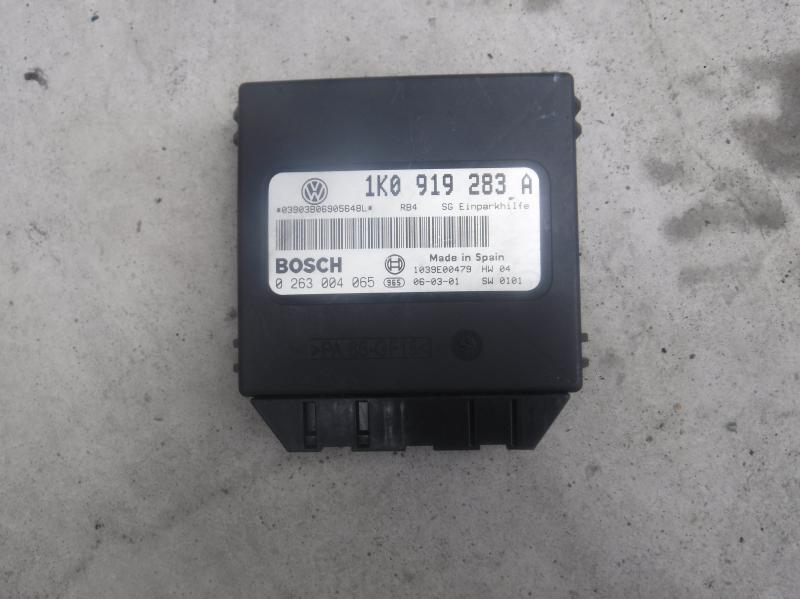 1K0 919 283 A
*03903B06905648L* RB4 SG Einparkhilfe
BOSCH Made in Spain
1039E00479 HW 04
0 263 004 065 965 06-03-01 SW 0101